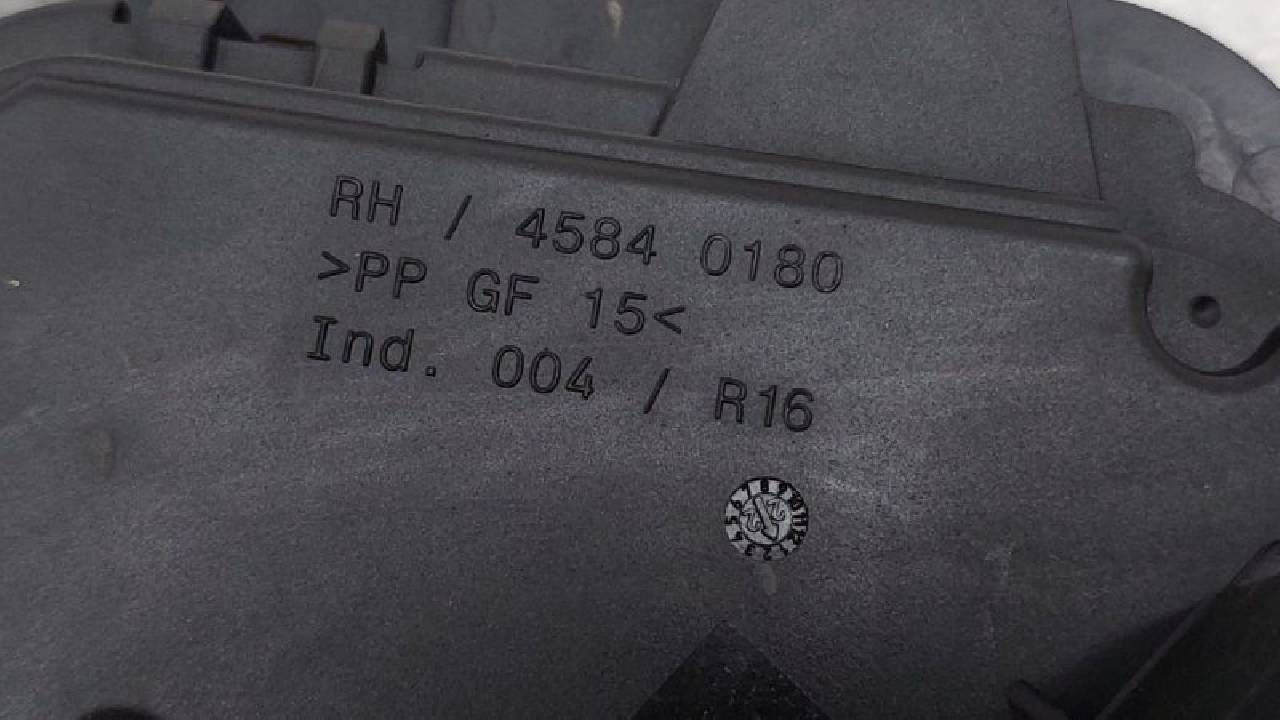 RH / 4584 0180
>PP GF 15<
Ind. 004 / R16